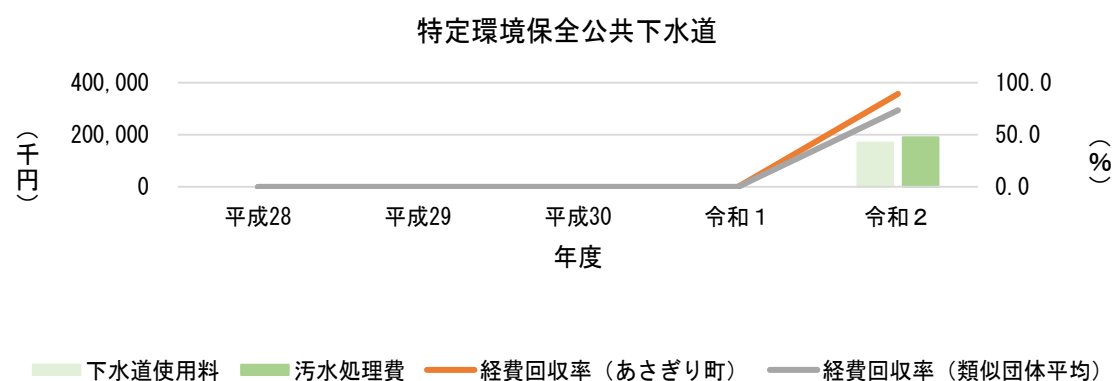 特定環境保全公共下水道
400,000 100.0
200,000 50.0
0 0.0
（千円）
（%）
平成28 平成29 平成30 令和１ 令和２
年度
下水道使用料 汚水処理費 経費回収率（あさぎり町） 経費回収率（類似団体平均）